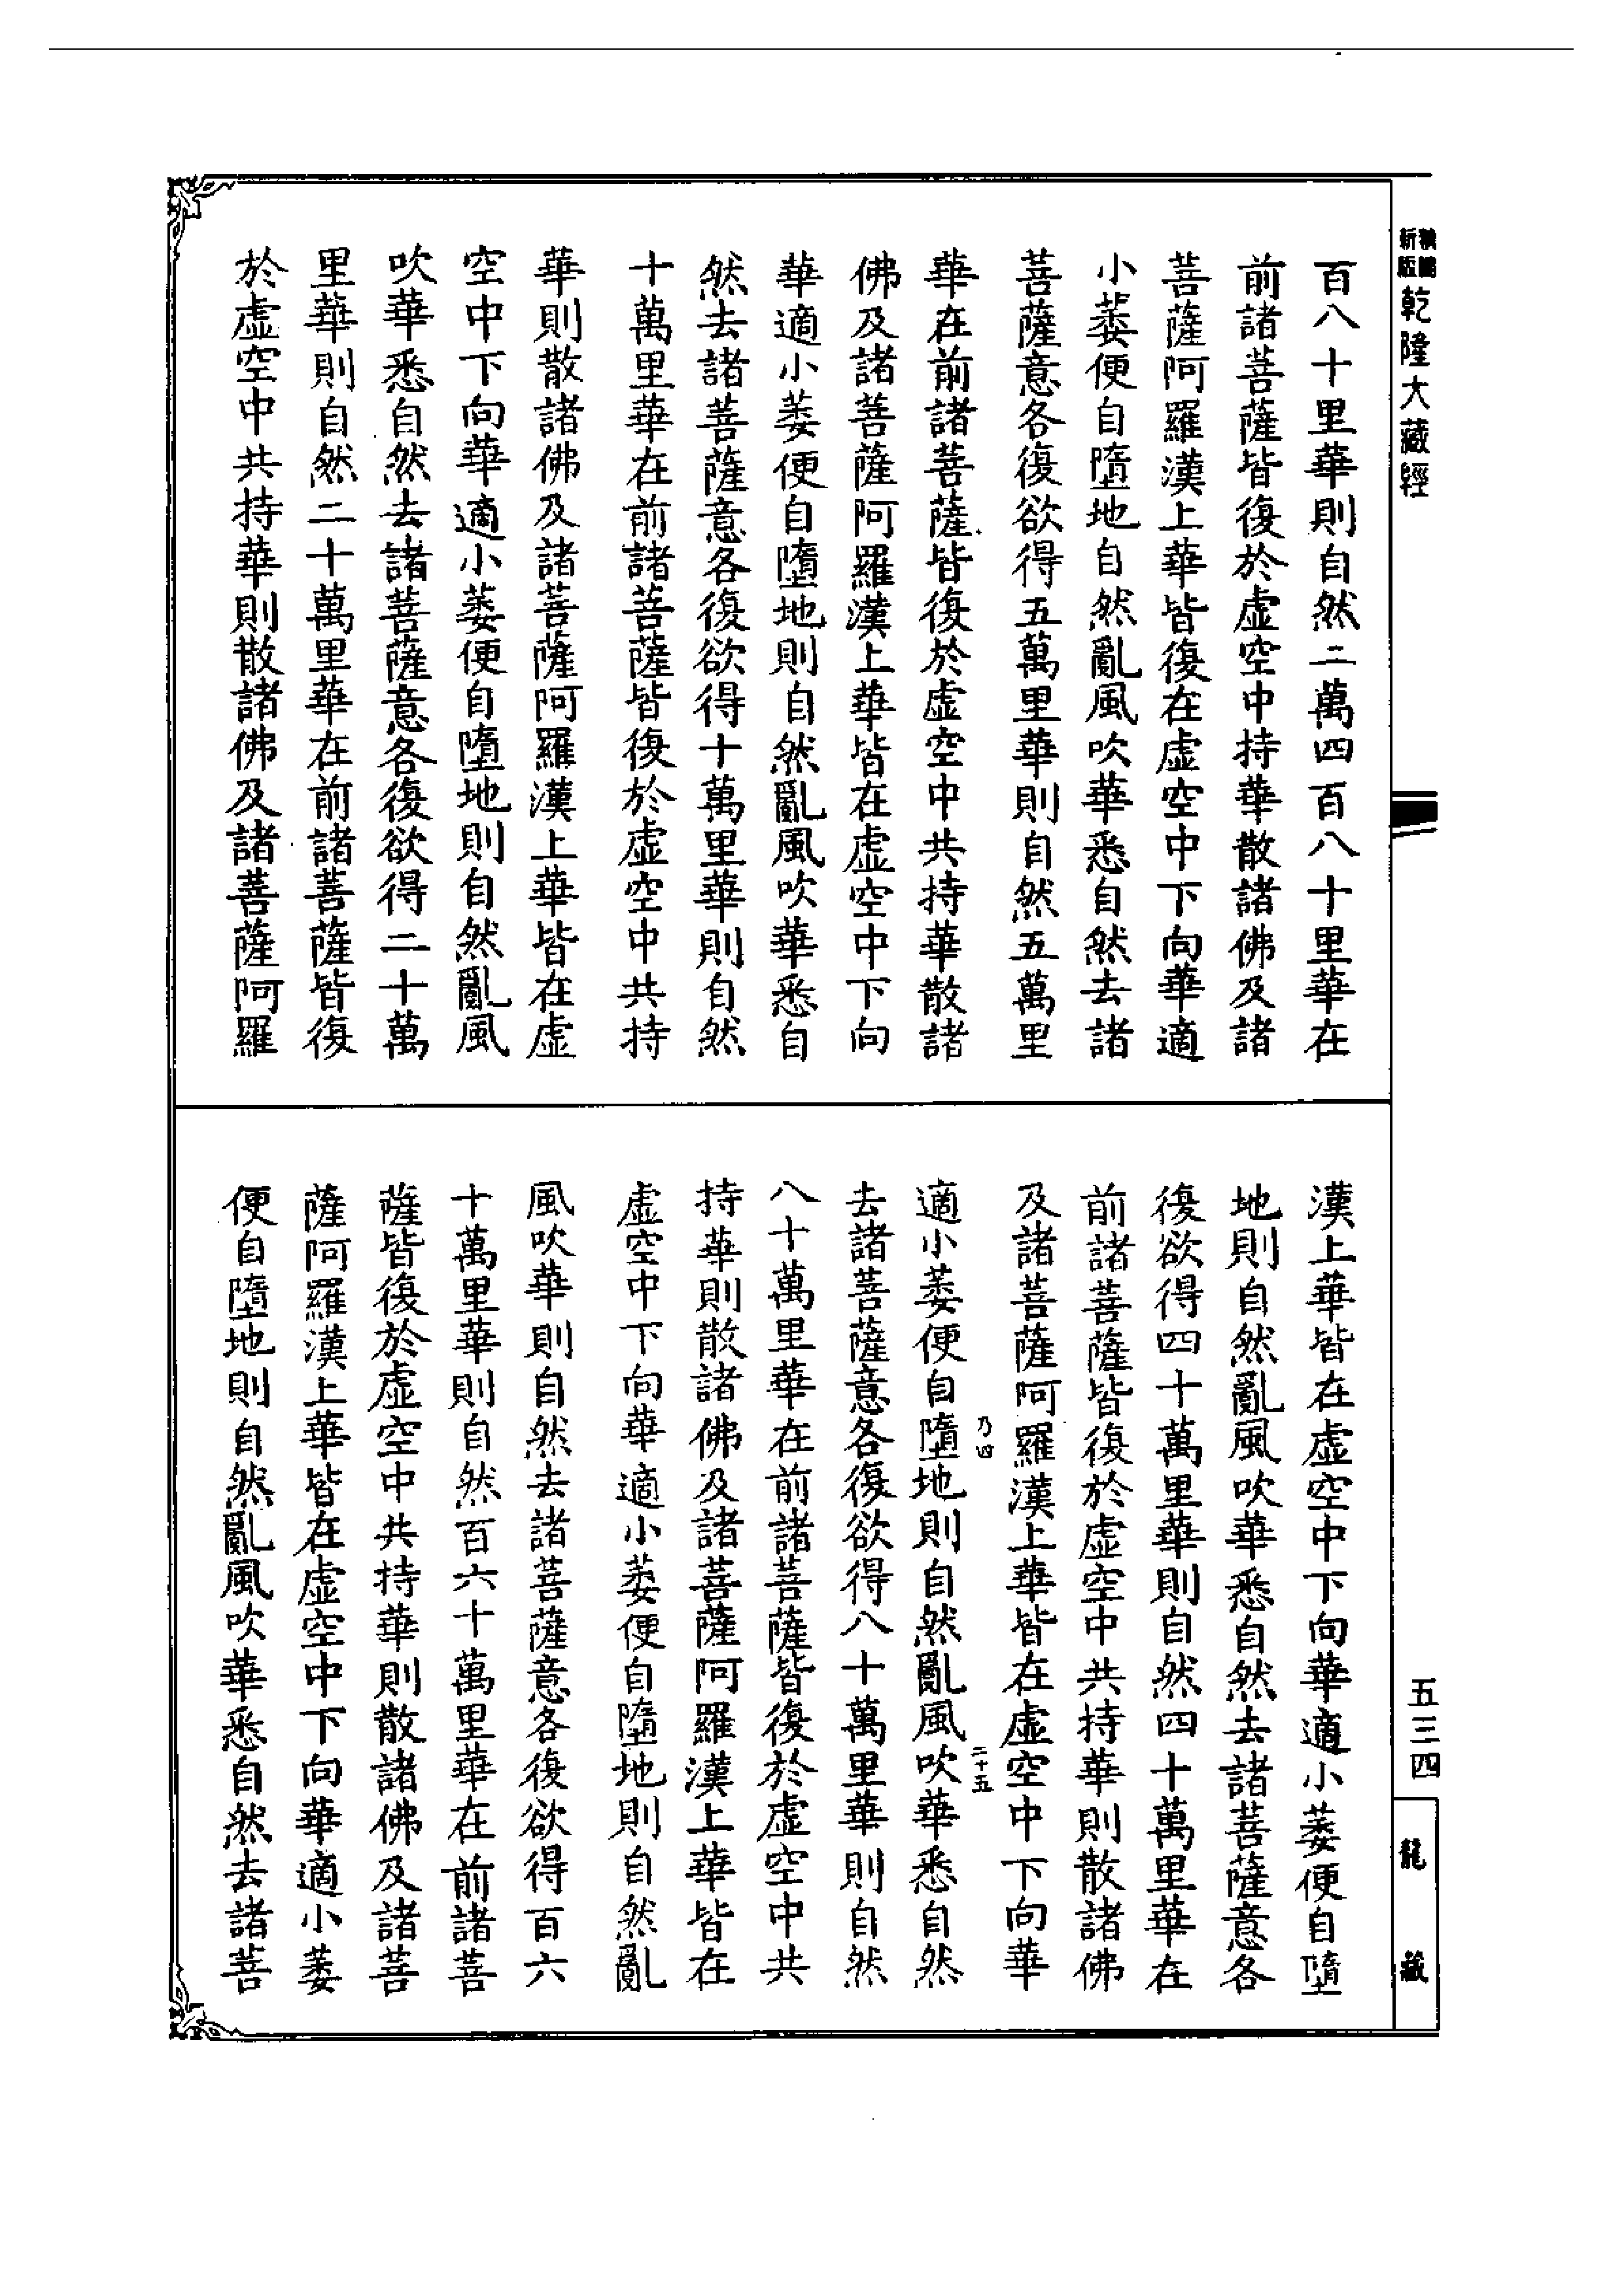 新版
乾隆大藏經
百八十里華則自然二萬四百八十里華在
前諸菩薩皆復於虛空中持華散諸佛及諸
菩薩阿羅漢上華皆復在虛空中下向華適
小萎便自墮地自然亂風吹華悉自然去諸
菩薩意各復欲得五萬里華則自然五萬里
華在前諸菩薩皆復於虛空中共持華散諸
佛及諸菩薩阿羅漢上華皆在虛空中下向
華適小萎便自墮地則自然亂風吹華悉自
然去諸菩薩意各復欲得十萬里華則自然
十萬里華在前諸菩薩皆復於虛空中共持
華則散諸佛及諸菩薩阿羅漢上華皆在虛
空中下向華適小萎便自墮地則自然亂風
吹華悉自然去諸菩薩意各復欲得二十萬
里華則自然二十萬里華在前諸菩薩皆復
於虛空中共持華則散諸佛及諸菩薩阿羅
漢上華皆在虛空中下向華適小萎便自墮
地則自然亂風吹華悉自然去諸菩薩意各
復欲得四十萬里華則自然四十萬里華在
前諸菩薩皆復於虛空中共持華則散諸佛
及諸菩薩阿羅漢上華皆在虛空中下向華
乃四
二十五
適小萎便自墮地則自然亂風吹華悉自然
去諸菩薩意各復欲得八十萬里華則自然
八十萬里華在前諸菩薩皆復於虛空中共
持華則散諸佛及諸菩薩阿羅漢上華皆在
虛空中下向華適小萎便自墮地則自然亂
風吹華則自然去諸菩薩意各復欲得百六
十萬里華則自然百六十萬里華在前諸菩
薩皆復於虛空中共持華則散諸佛及諸菩
薩阿羅漢上華皆在虛空中下向華適小萎
便自墮地則自然亂風吹華悉自然去諸菩
五三四
龍藏